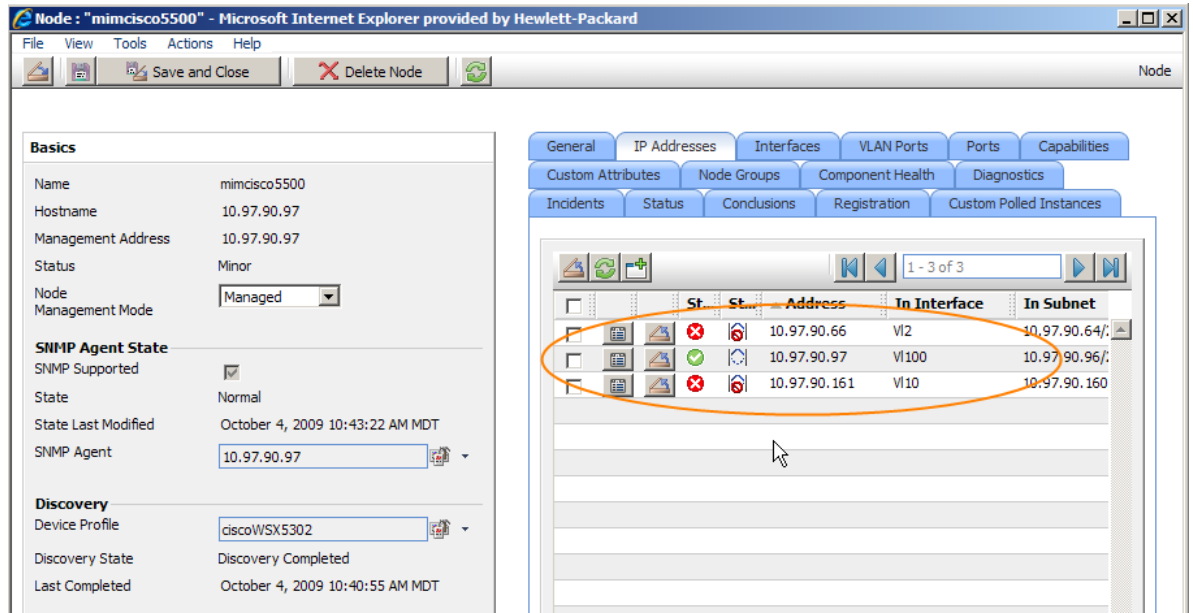 Node : "mimcisco5500" - Microsoft Internet Explorer provided by Hewlett-Packard
File View Tools Actions Help
Save and Close Delete Node Node
Basics
Name mimcisco5500
Hostname 10.97.90.97
Management Address 10.97.90.97
Status Minor
Node
Management Mode Managed
SNMP Agent State
SNMP Supported
State Normal
State Last Modified October 4, 2009 10:43:22 AM MDT
SNMP Agent 10.97.90.97
Discovery
Device Profile ciscoWSX5302
Discovery State Discovery Completed
Last Completed October 4, 2009 10:40:55 AM MDT
General IP Addresses Interfaces VLAN Ports Ports Capabilities
Custom Attributes Node Groups Component Health Diagnostics
Incidents Status Conclusions Registration Custom Polled Instances
1 - 3 of 3
St... St... Address In Interface In Subnet
10.97.90.66 Vl2 10.97.90.64/
10.97.90.97 Vl100 10.97.90.96/
10.97.90.161 Vl10 10.97.90.160